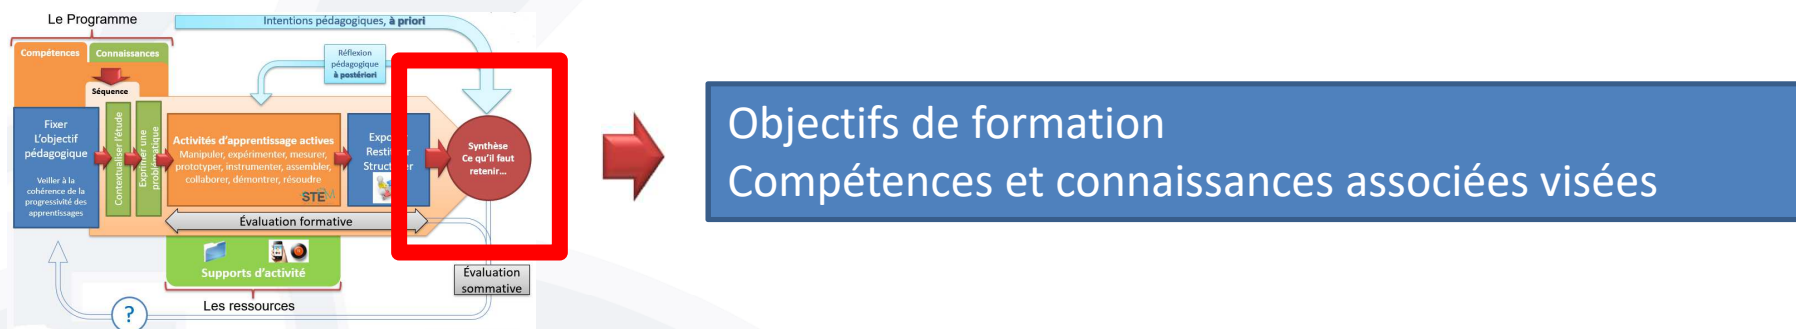 Le Programme
Intentions pédagogiques, à priori
Compétences
Connaissances
Réflexion
pédagogique
à postériori
Séquence
Fixer
L'objectif
pédagogique
Veiller à la
cohérence de la
progressivité des
apprentissages
Contextualiser l'étude
Exprimer une
problématique
Activités d'apprentissage actives
Manipuler, expérimenter, mesurer,
prototyper, instrumenter, assembler,
collaborer, démontrer, résoudre
STEM
Synthèse
Ce qu'il faut
retenir...
Évaluation formative
Supports d'activité
Les ressources
Évaluation
sommative
?
Objectifs de formation
Compétences et connaissances associées visées